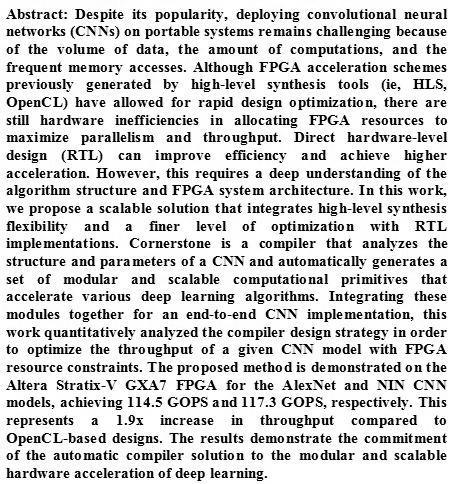 Abstract: Despite its popularity, deploying convolutional neural
networks (CNNs) on portable systems remains challenging because
of the volume of data, the amount of computations, and the
frequent memory accesses. Although FPGA acceleration schemes
previously generated by high-level synthesis tools (ie, HLS,
OpenCL) have allowed for rapid design optimization, there are
still hardware inefficiencies in allocating FPGA resources to
maximize parallelism and throughput. Direct hardware-level
design (RTL) can improve efficiency and achieve higher
acceleration. However, this requires a deep understanding of the
algorithm structure and FPGA system architecture. In this work,
we propose a scalable solution that integrates high-level synthesis
flexibility and a finer level of optimization with RTL
implementations. Cornerstone is a compiler that analyzes the
structure and parameters of a CNN and automatically generates a
set of modular and scalable computational primitives that
accelerate various deep learning algorithms. Integrating these
modules together for an end-to-end CNN implementation, this
work quantitatively analyzed the compiler design strategy in order
to optimize the throughput of a given CNN model with FPGA
resource constraints. The proposed method is demonstrated on the
Altera Stratix-V GXA7 FPGA for the AlexNet and NIN CNN
models, achieving 114.5 GOPS and 117.3 GOPS, respectively. This
represents a 1.9x increase in throughput compared to
OpenCL-based designs. The results demonstrate the commitment
of the automatic compiler solution to the modular and scalable
hardware acceleration of deep learning.